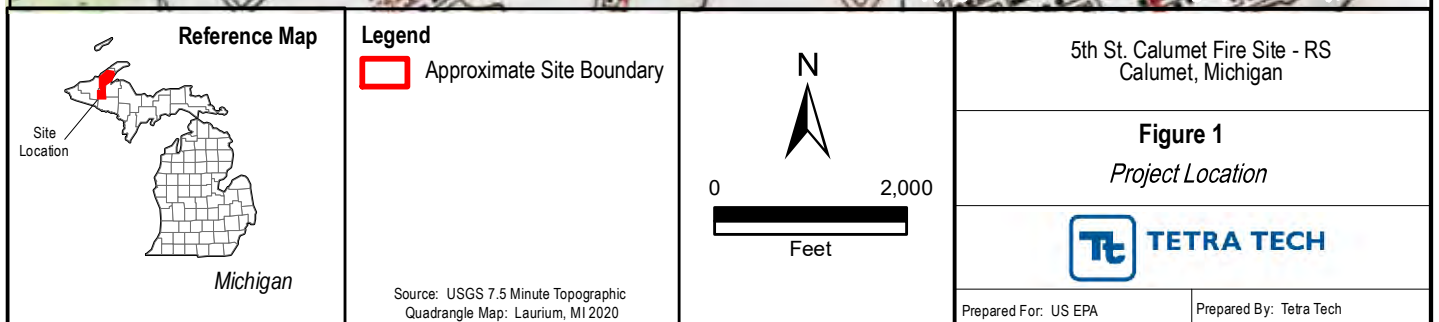 Reference Map
Site
Location
Michigan
Legend
Approximate Site Boundary
Source: USGS 7.5 Minute Topographic
Quadrangle Map: Laurium, MI 2020
N
0 2,000
Feet
5th St. Calumet Fire Site - RS
Calumet, Michigan
Figure 1
Project Location
Tt TETRA TECH
Prepared For: US EPA
Prepared By: Tetra Tech